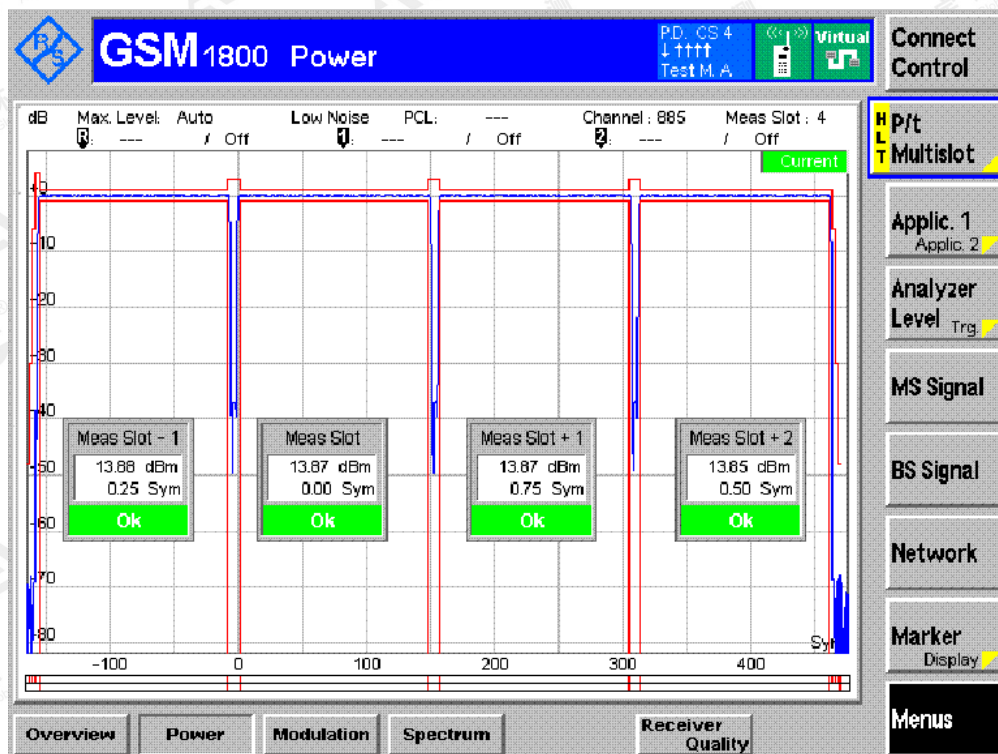 R/S
GSM 1800 Power
P.D. CS 4
↓ ↑↑↑↑
Test M. A
Virtual
Connect
Control
dB Max. Level: Auto Low Noise PCL: --- Channel : 885 Meas Slot : 4
R: --- / Off 1: --- / Off 2: --- / Off
HLT
P/t
Multislot
Current
+0
-10
-20
-30
-40
-50
-60
-70
-80
Meas Slot - 1
13.88 dBm
0.25 Sym
Ok
Meas Slot
13.87 dBm
0.00 Sym
Ok
Meas Slot + 1
13.87 dBm
0.75 Sym
Ok
Meas Slot + 2
13.85 dBm
0.50 Sym
Ok
-100 0 100 200 300 400
Applic. 1
Applic. 2
Analyzer
Level Trg.
MS Signal
BS Signal
Network
Marker
Display
Menus
Overview Power Modulation Spectrum
Receiver
Quality